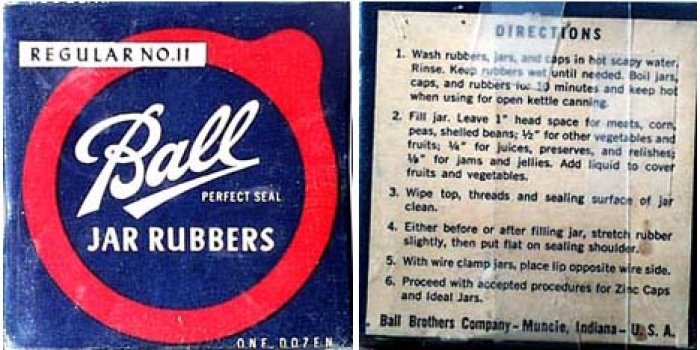 REGULAR NO.11
Ball
PERFECT SEAL
JAR RUBBERS
ONE DOZEN
DIRECTIONS
1. Wash rubbers, jars, and caps in hot soapy water.
Rinse. Keep rubbers wet until needed. Boil jars,
caps, and rubbers for 10 minutes and keep hot
when using for open kettle canning.
2. Fill jar. Leave 1" head space for meats, corn,
peas, shelled beans; ½" for other vegetables and
fruits; ¼" for juices, preserves, and relishes;
⅛" for jams and jellies. Add liquid to cover
fruits and vegetables.
3. Wipe top, threads and sealing surface of jar
clean.
4. Either before or after filling jar, stretch rubber
slightly, then put flat on sealing shoulder.
5. With wire clamp jars, place lip opposite wire side.
6. Proceed with accepted procedures for Zinc Caps
and Ideal Jars.
Ball Brothers Company - Muncie, Indiana - U. S. A.